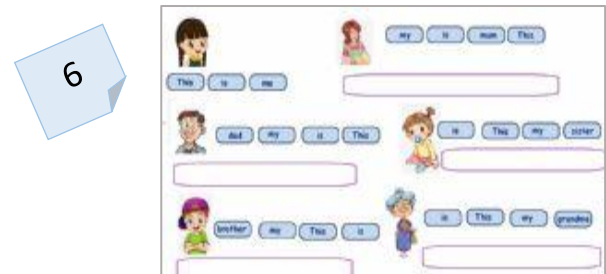 6
my is mum This
This is me
dad my is This
is This my sister
brother my This is
is This my grandma